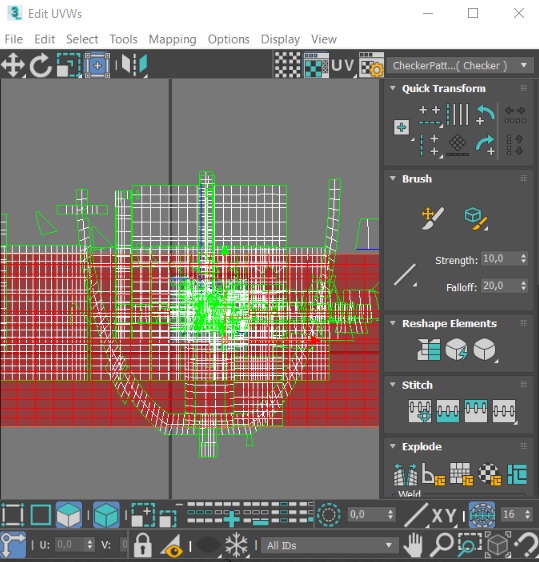 3 Edit UVWs
File Edit Select Tools Mapping Options Display View
UV CheckerPatt...( Checker )
Quick Transform
Brush
Strength: 10,0
Falloff: 20,0
Reshape Elements
Stitch
Explode
Weld
0,0 XY 16
U: 0,0 V: 0 All IDs